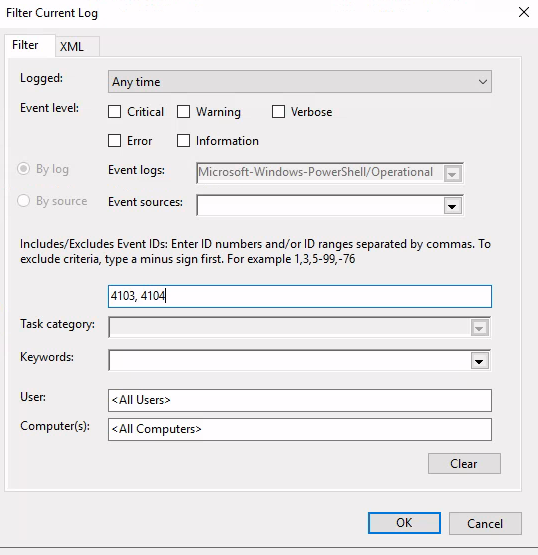 Filter Current Log
Filter XML
Logged: Any time
Event level: Critical Warning Verbose
Error Information
By log Event logs: Microsoft-Windows-PowerShell/Operational
By source Event sources:
Includes/Excludes Event IDs: Enter ID numbers and/or ID ranges separated by commas. To
exclude criteria, type a minus sign first. For example 1,3,5-99,-76
4103, 4104
Task category:
Keywords:
User: <All Users>
Computer(s): <All Computers>
Clear
OK Cancel